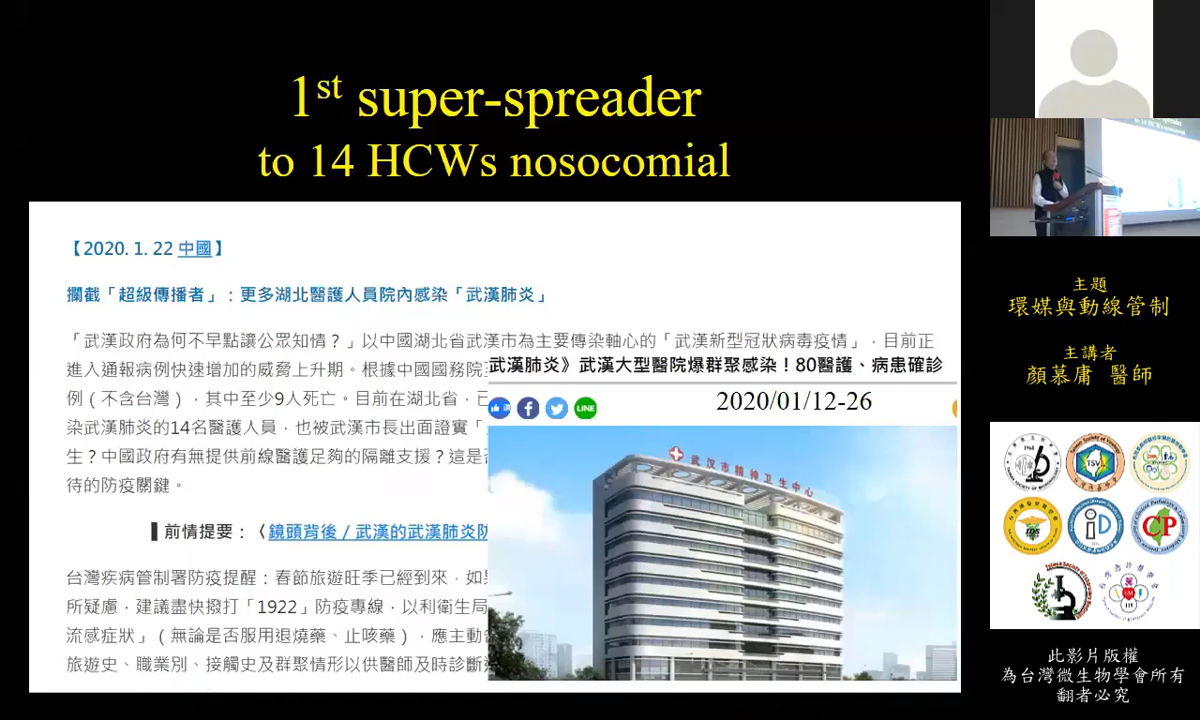 1st super-spreader
to 14 HCWs nosocomial
【2020. 1. 22 中國】
攔截「超級傳播者」：更多湖北醫護人員院內感染「武漢肺炎」
「武漢政府為何不早點讓公眾知情？」以中國湖北省武漢市為主要傳染軸心的「武漢新型冠狀病毒疫情」，目前正
進入通報病例快速增加的威脅上升期。根據中國國務院
例（不含台灣），其中至少9人死亡。目前在湖北省，已
染武漢肺炎的14名醫護人員，也被武漢市長出面證實「
生？中國政府有無提供前線醫護足夠的隔離支援？這是
待的防疫關鍵。
▌前情提要：〈鏡頭背後／武漢的武漢肺炎防
台灣疾病管制署防疫提醒：春節旅遊旺季已經到來，如
所疑慮，建議盡快撥打「1922」防疫專線，以利衛生局
流感症狀」（無論是否服用退燒藥、止咳藥），應主動
旅遊史、職業別、接觸史及群聚情形以供醫師及時診斷
武漢肺炎》武漢大型醫院爆群聚感染！80醫護、病患確診
2020/01/12-26
LINE
武汉市精神卫生中心
主題
環媒與動線管制
主講者
顏慕庸 醫師
TSV
IDS
iD
CP
此影片版權
為台灣微生物學會所有
翻者必究